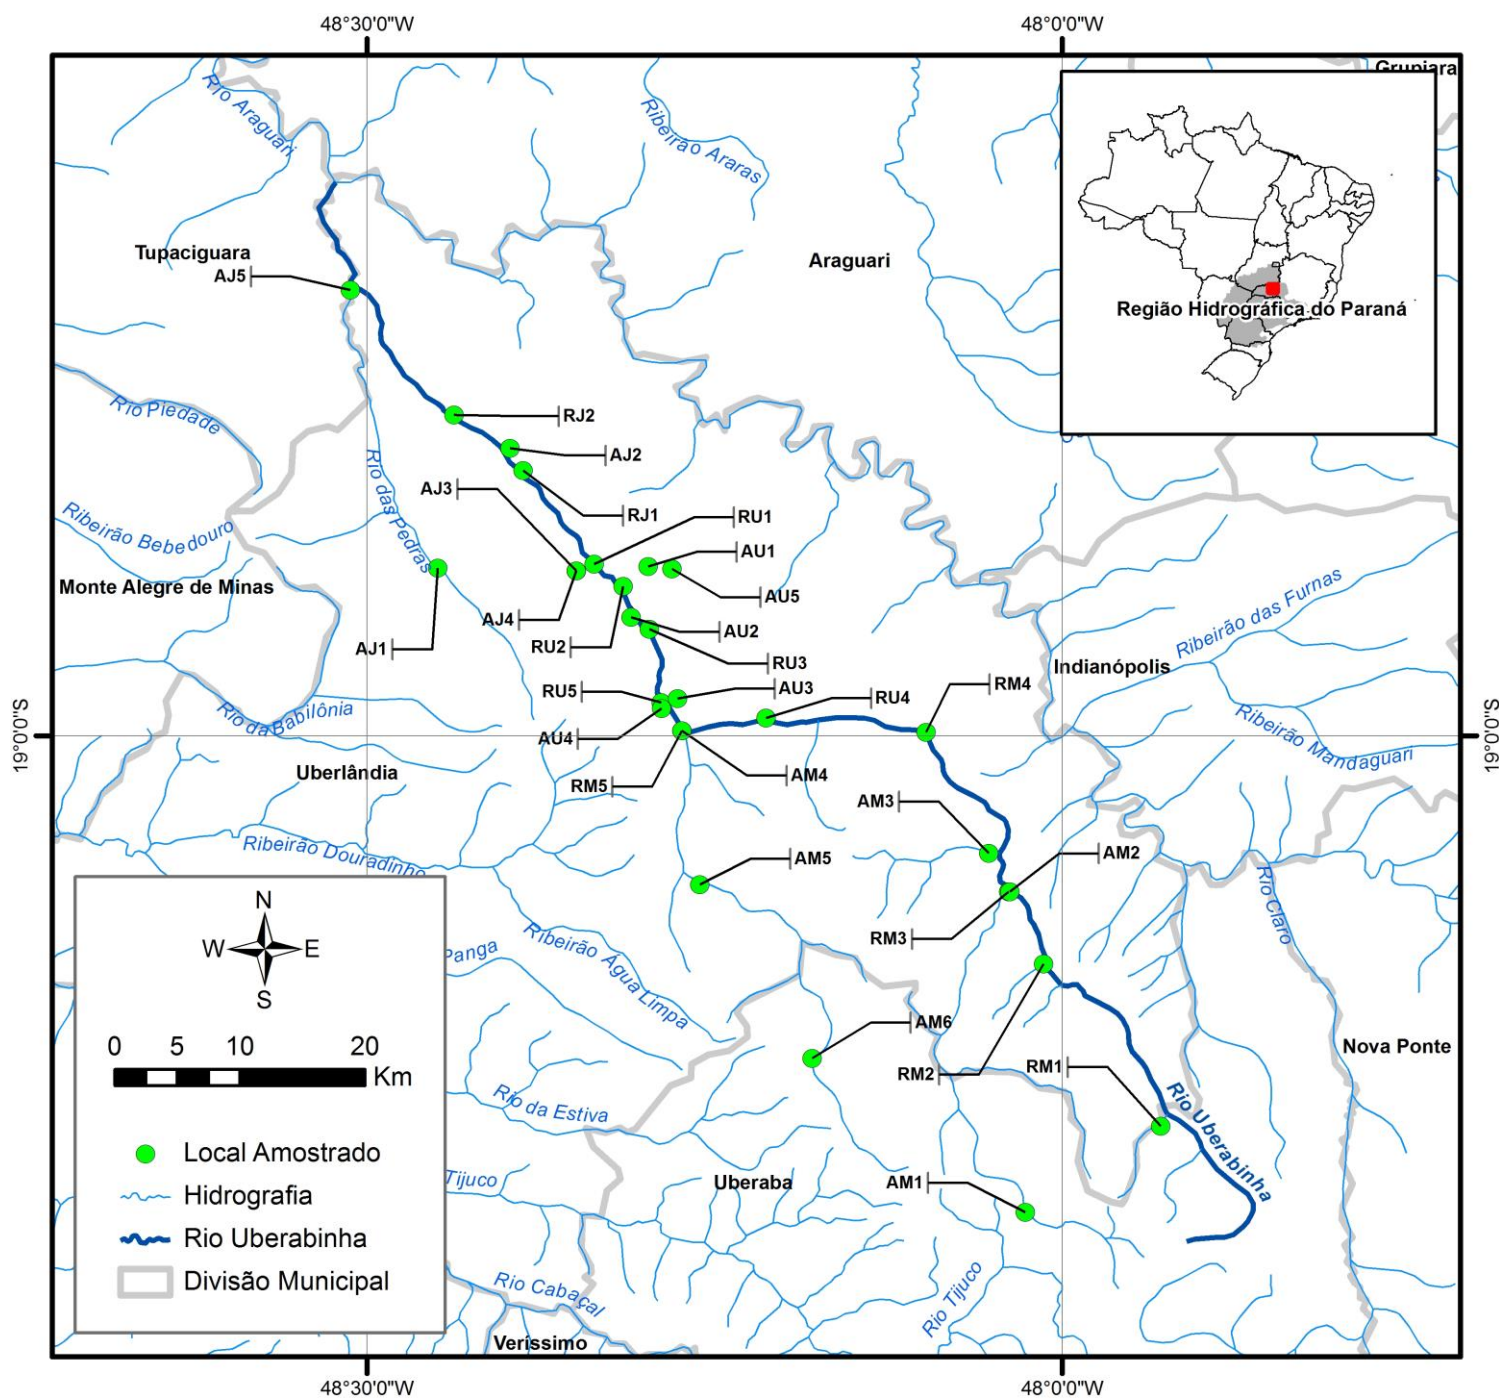 48°30'0"W
48°0'0"W
Grupiara
Rio Araguari
Ribeirão Araras
Tupaciguara
AJ5
Araguari
Região Hidrográfica do Paraná
Rio Piedade
RJ2
AJ2
Rio das Pedras
AJ3
RJ1
RU1
Ribeirão Bebedouro
AU1
Monte Alegre de Minas
AU5
AJ4
AU2
Ribeirão das Furnas
AJ1
RU2
RU3
Indianópolis
RU5
AU3
RU4
RM4
19°0'0"S
19°0'0"S
Rio da Babilônia
AU4
Ribeirão Mandaguari
Uberlândia
RM5
AM4
AM3
Ribeirão Douradinho
AM5
AM2
Rio Claro
N
W
E
S
Panga
Ribeirão Água Limpa
RM3
AM6
0
5
10
20
Km
RM2
RM1
Nova Ponte
Rio da Estiva
Rio Uberabinha
Local Amostrado
Tijuco
Uberaba
AM1
Hidrografia
Rio Uberabinha
Divisão Municipal
Rio Cabaçal
Rio Tijuco
Veríssimo
48°30'0"W
48°0'0"W